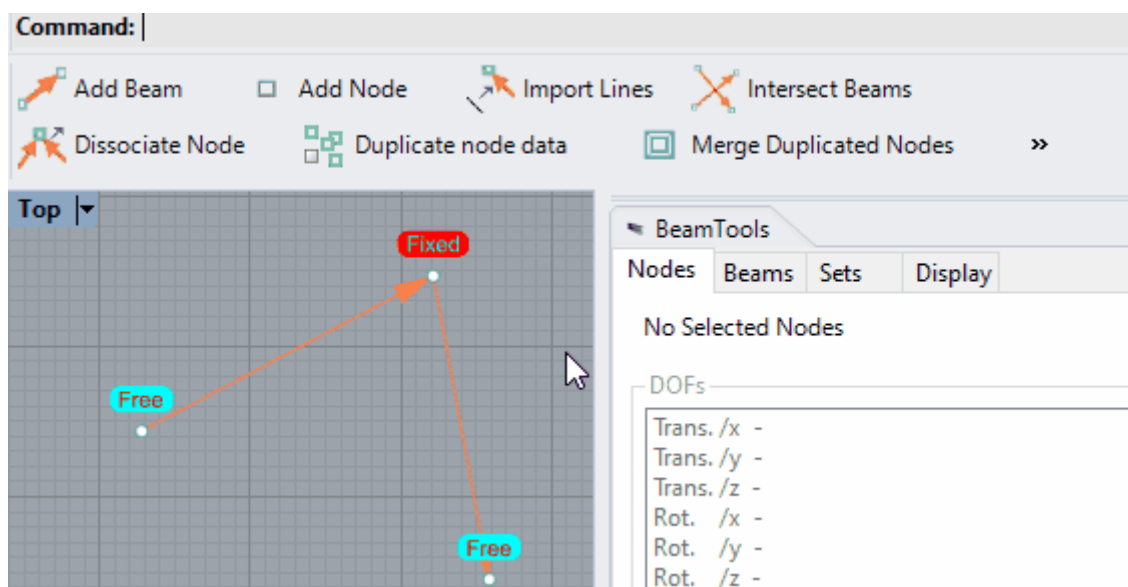 Command:
Add Beam Add Node Import Lines Intersect Beams
Dissociate Node Duplicate node data Merge Duplicated Nodes »
Top
Fixed
Free
Free
BeamTools
Nodes Beams Sets Display
No Selected Nodes
DOFs
Trans. /x -
Trans. /y -
Trans. /z -
Rot. /x -
Rot. /y -
Rot. /z -